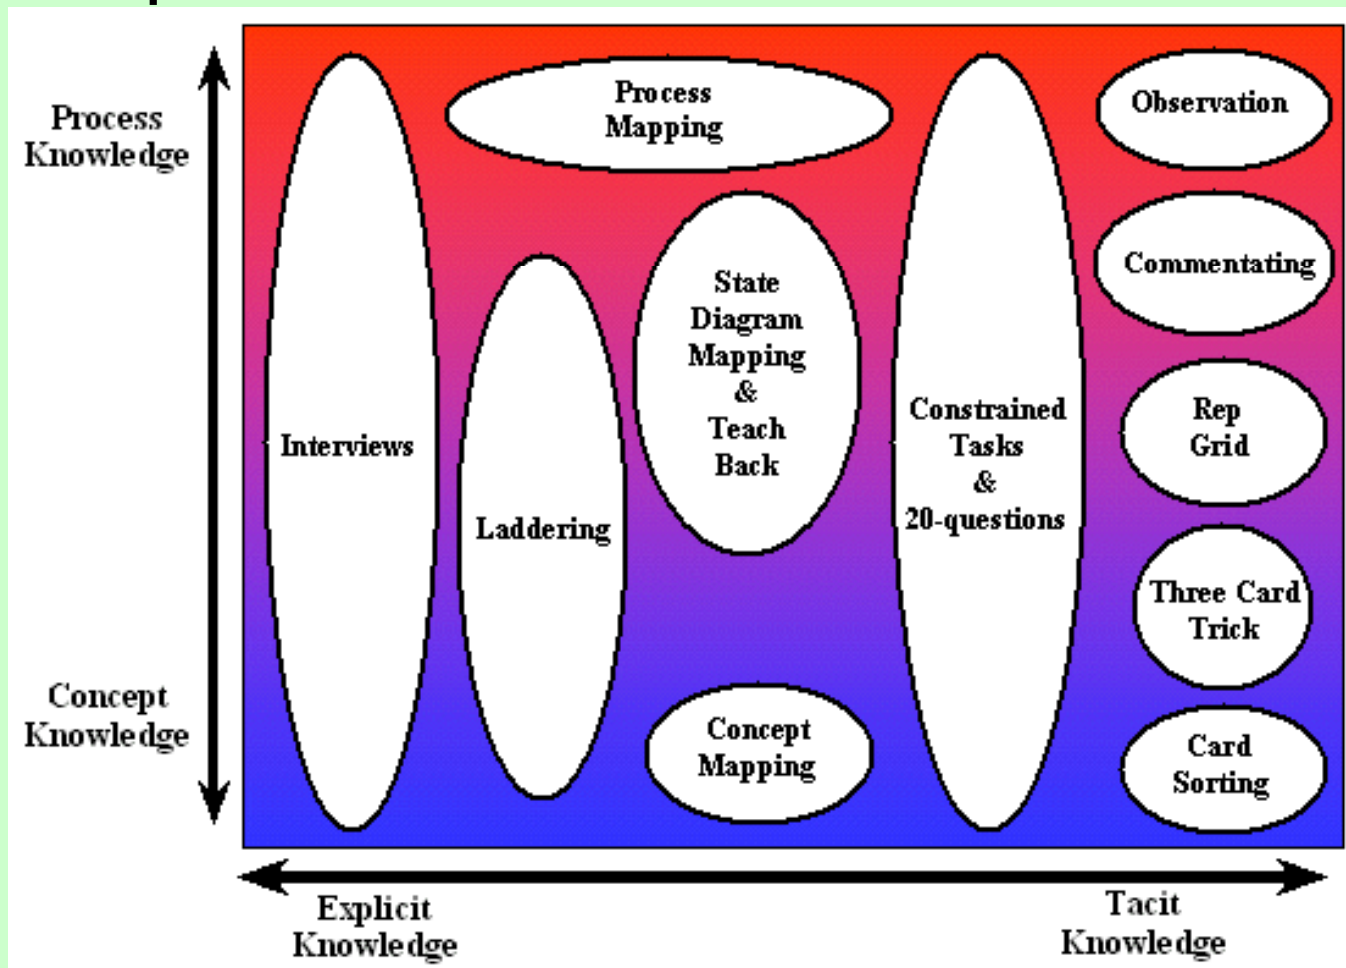 Process
Knowledge
Concept
Knowledge
Interviews
Process
Mapping
Laddering
State
Diagram
Mapping
&
Teach
Back
Concept
Mapping
Constrained
Tasks
&
20-questions
Observation
Commentating
Rep
Grid
Three Card
Trick
Card
Sorting
Explicit
Knowledge
Tacit
Knowledge